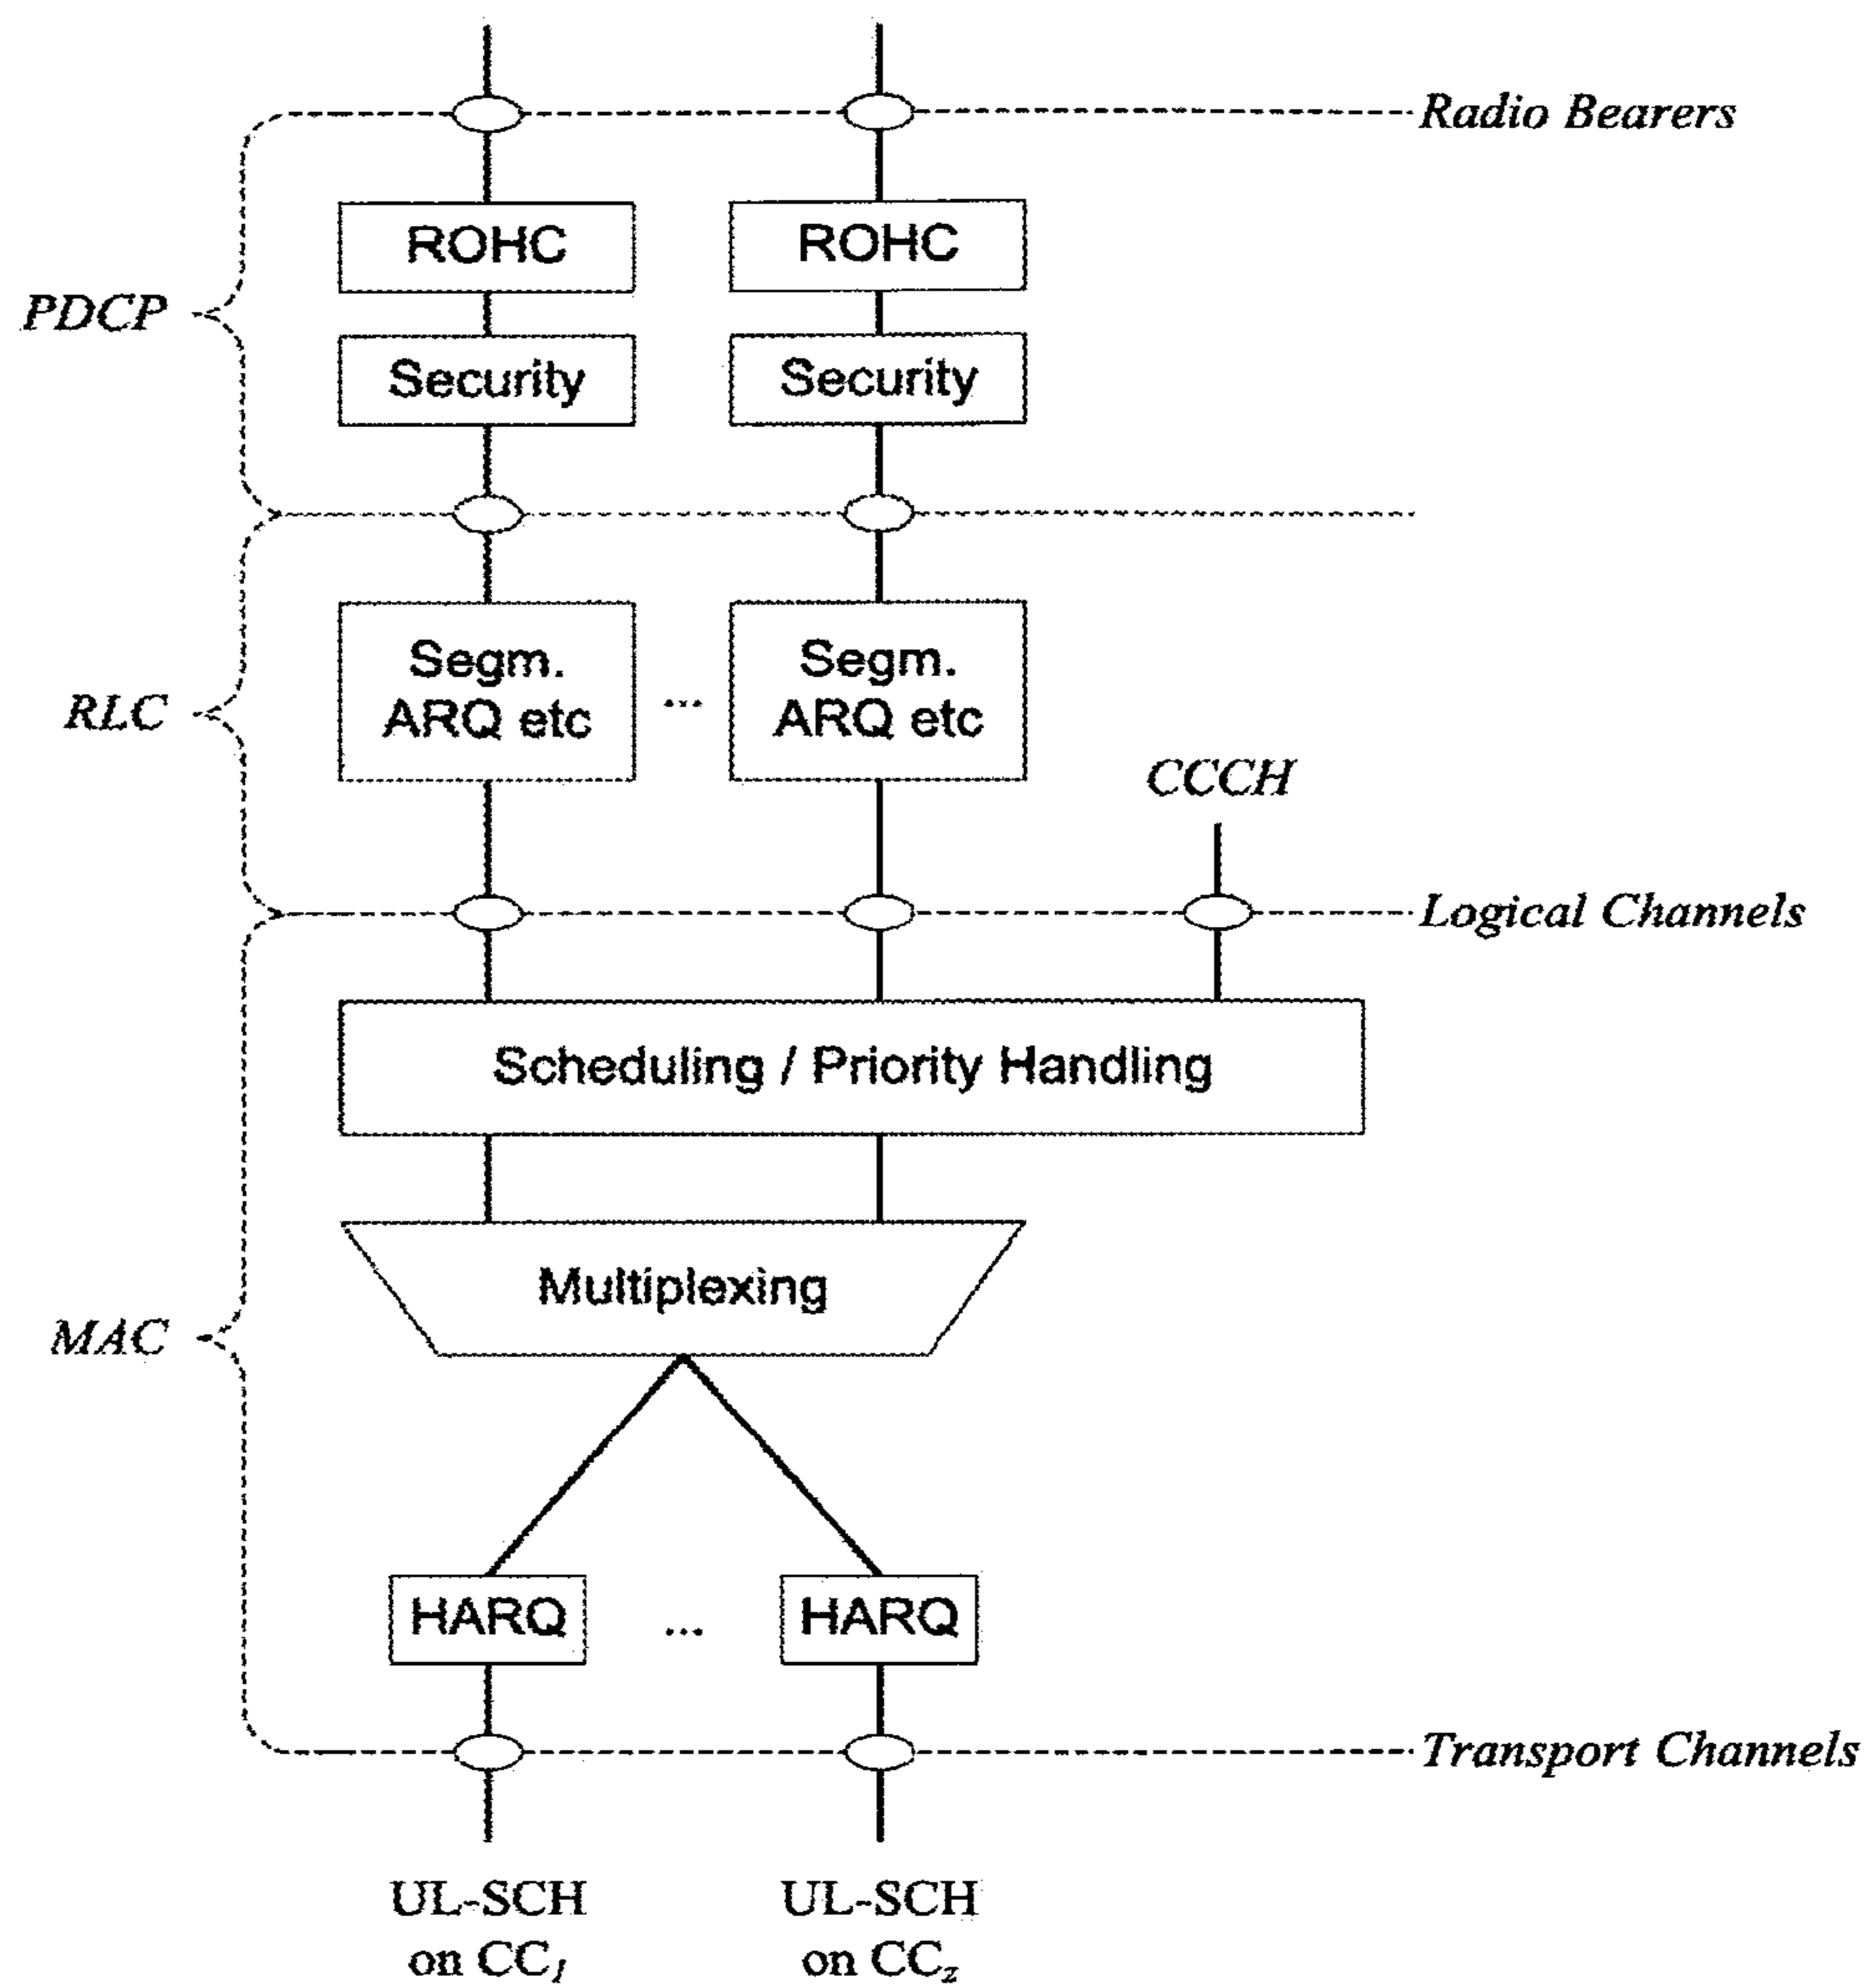 Radio Bearers
ROHC
ROHC
PDCP
Security
Security
Segm.
ARQ etc
...
Segm.
ARQ etc
RLC
CCCH
Logical Channels
Scheduling / Priority Handling
Multiplexing
MAC
HARQ
...
HARQ
Transport Channels
UL-SCH
on CC1
UL-SCH
on CCz